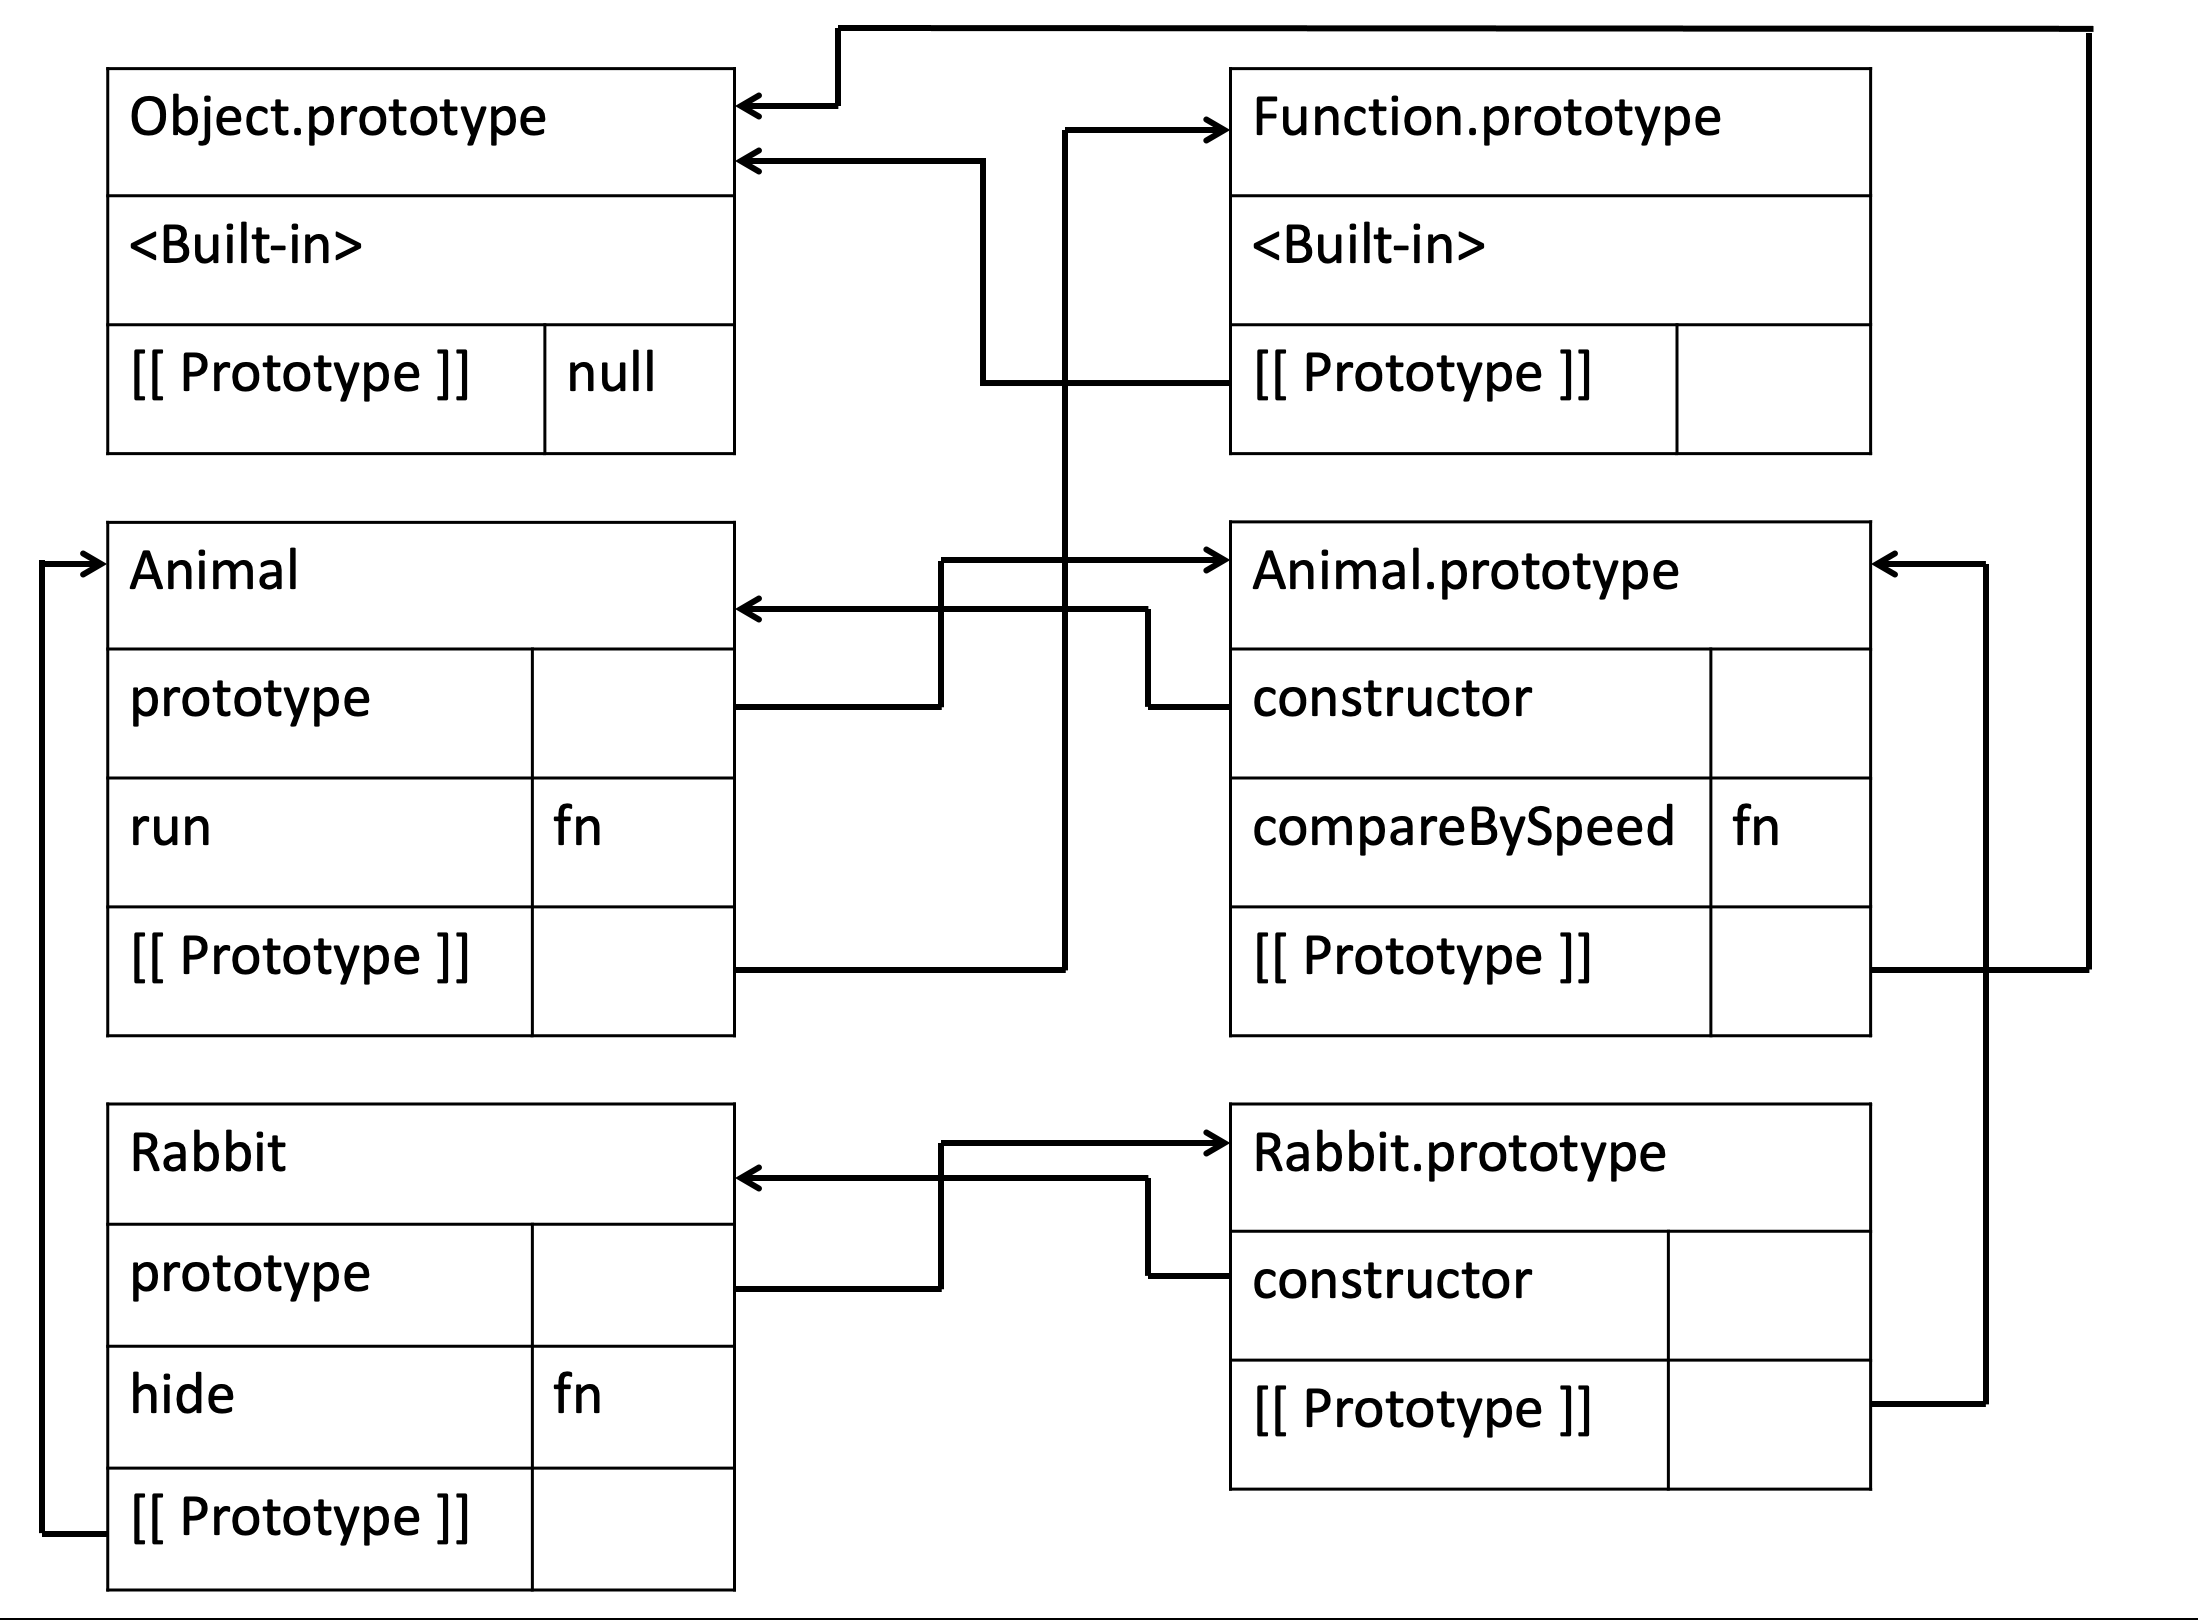 Object.prototype
<Built-in>
[[ Prototype ]] null
Function.prototype
<Built-in>
[[ Prototype ]]
Animal
prototype
run fn
[[ Prototype ]]
Animal.prototype
constructor
compareBySpeed fn
[[ Prototype ]]
Rabbit
prototype
hide fn
[[ Prototype ]]
Rabbit.prototype
constructor
[[ Prototype ]]